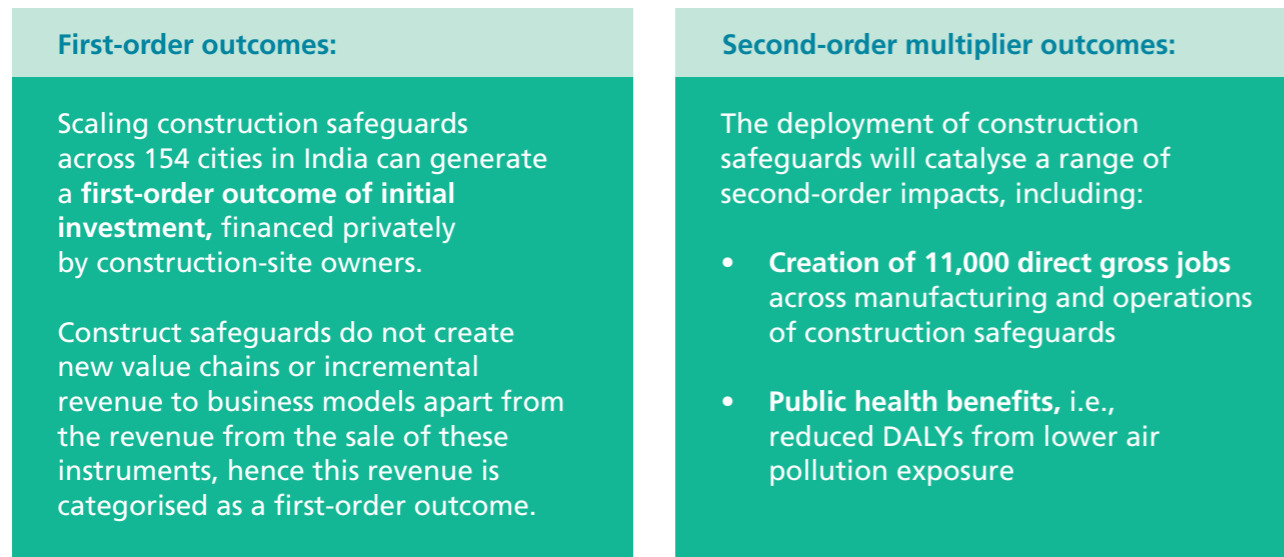 First-order outcomes:
Scaling construction safeguards
across 154 cities in India can generate
a first-order outcome of initial
investment, financed privately
by construction-site owners.
Construct safeguards do not create
new value chains or incremental
revenue to business models apart from
the revenue from the sale of these
instruments, hence this revenue is
categorised as a first-order outcome.
Second-order multiplier outcomes:
The deployment of construction
safeguards will catalyse a range of
second-order impacts, including:
• Creation of 11,000 direct gross jobs
across manufacturing and operations
of construction safeguards
• Public health benefits, i.e.,
reduced DALYs from lower air
pollution exposure